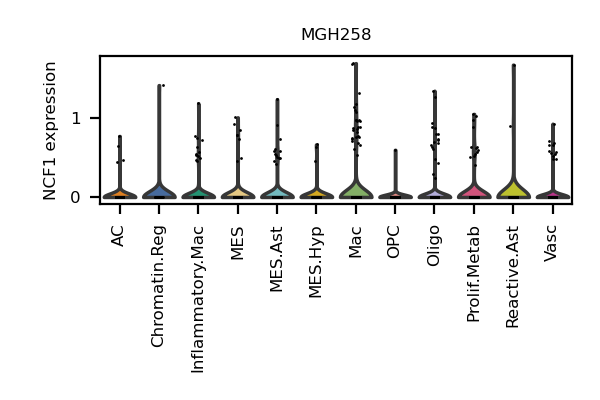 MGH258
NCF1 expression
1
0
AC
Chromatin.Reg
Inflammatory.Mac
MES
MES.Ast
MES.Hyp
Mac
OPC
Oligo
Prolif.Metab
Reactive.Ast
Vasc